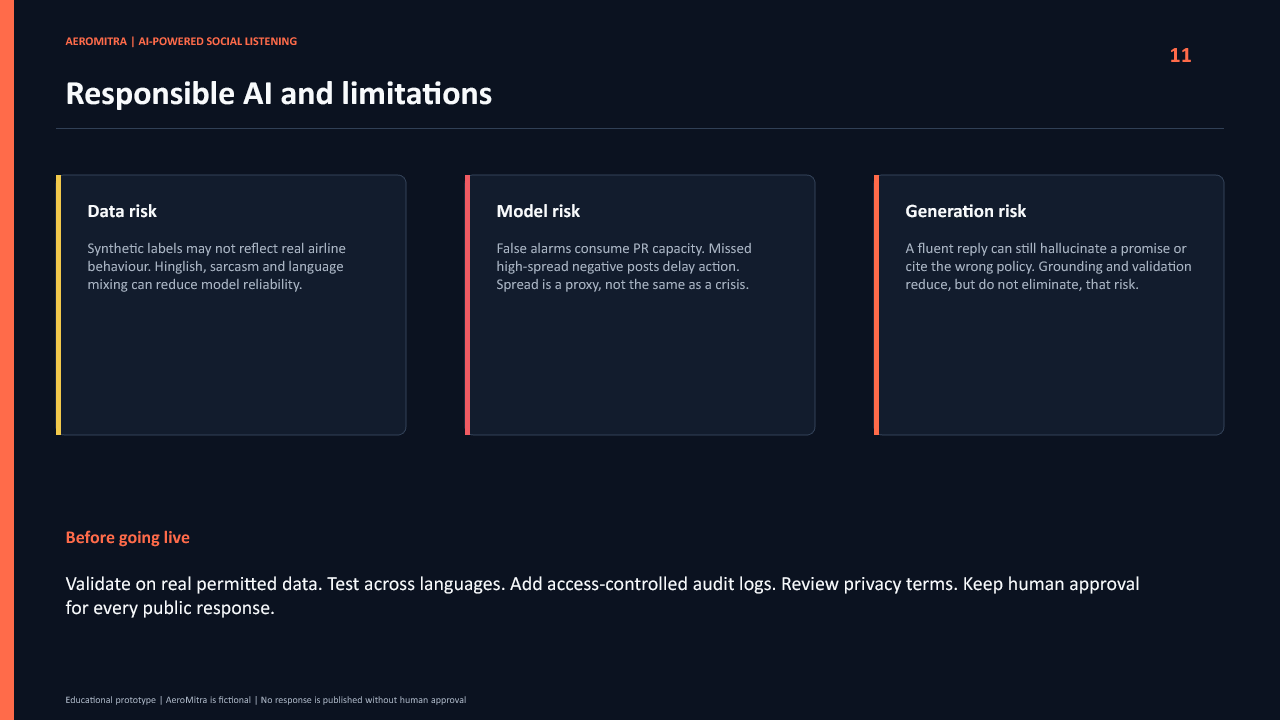 AEROMITRA | AI-POWERED SOCIAL LISTENING
11
Responsible AI and limitations
Data risk
Synthetic labels may not reflect real airline
behaviour. Hinglish, sarcasm and language
mixing can reduce model reliability.
Model risk
False alarms consume PR capacity. Missed
high-spread negative posts delay action.
Spread is a proxy, not the same as a crisis.
Generation risk
A fluent reply can still hallucinate a promise or
cite the wrong policy. Grounding and validation
reduce, but do not eliminate, that risk.
Before going live
Validate on real permitted data. Test across languages. Add access-controlled audit logs. Review privacy terms. Keep human approval
for every public response.
Educational prototype | AeroMitra is fictional | No response is published without human approval